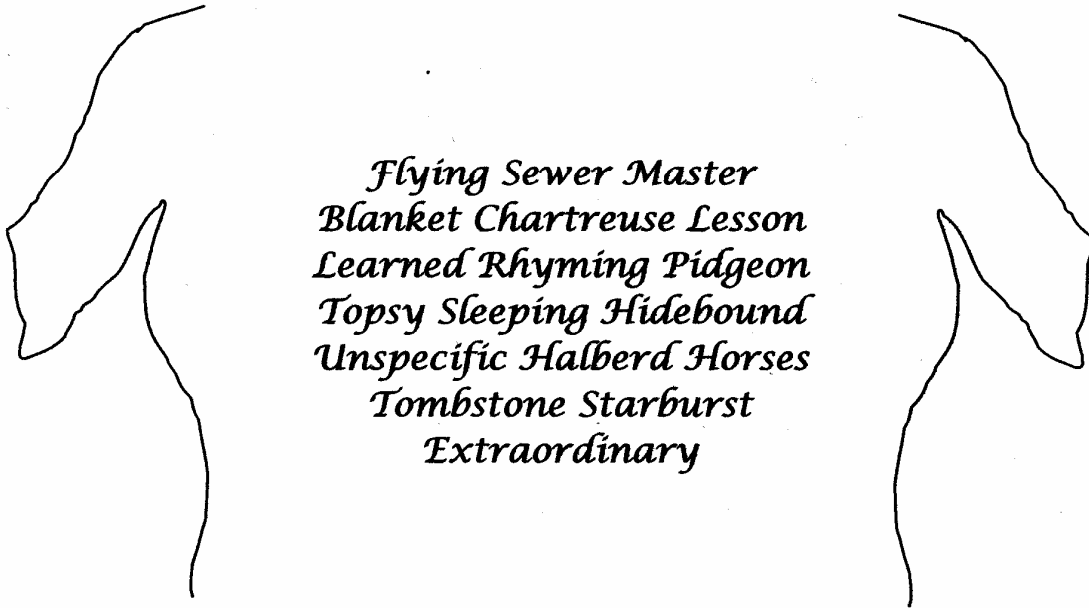 Flying Sewer Master
Blanket Chartreuse Lesson
Learned Rhyming Pidgeon
Topsy Sleeping Hidebound
Unspecific Halberd Horses
Tombstone Starburst
Extraordinary